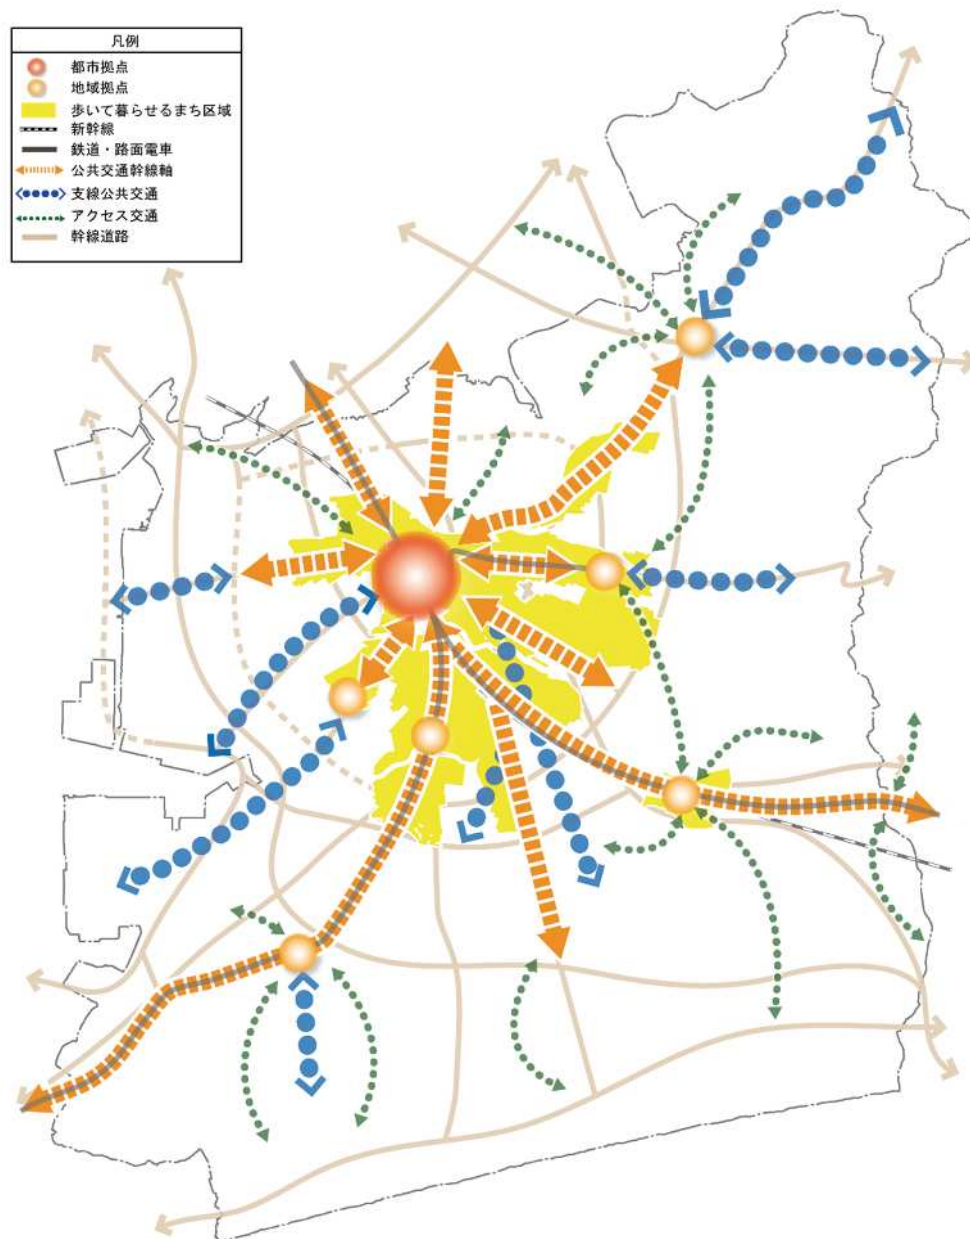 凡例
都市拠点
地域拠点
歩いて暮らせるまち区域
新幹線
鉄道・路面電車
公共交通幹線軸
支線公共交通
アクセス交通
幹線道路